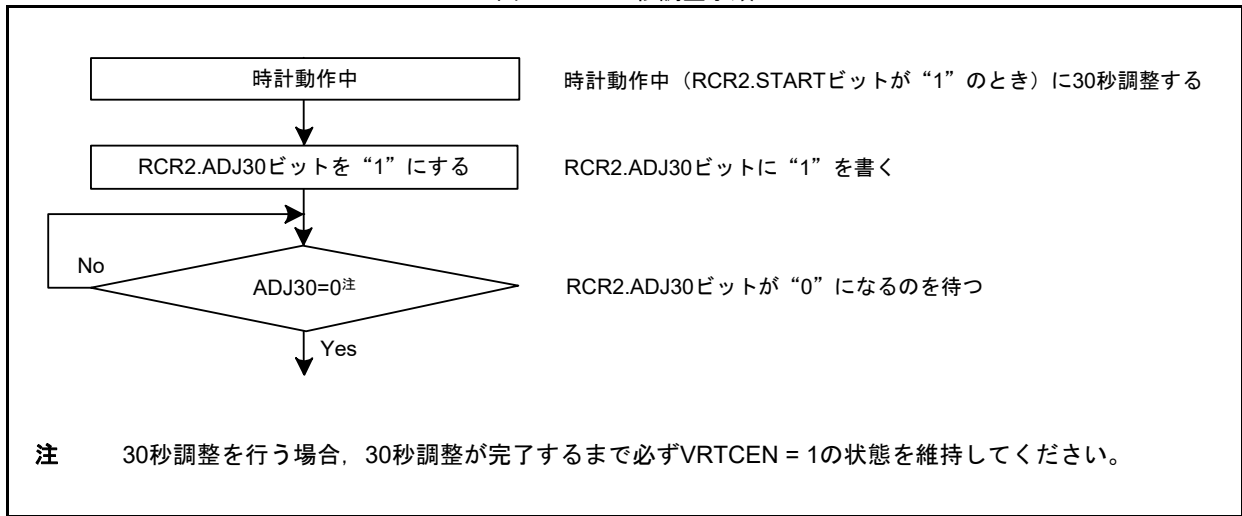 時計動作中
時計動作中（RCR2.STARTビットが“1”のとき）に30秒調整する
RCR2.ADJ30ビットを“1”にする
RCR2.ADJ30ビットに“1”を書く
No
ADJ30=0注
RCR2.ADJ30ビットが“0”になるのを待つ
Yes
注 30秒調整を行う場合，30秒調整が完了するまで必ずVRTCEN = 1の状態を維持してください。